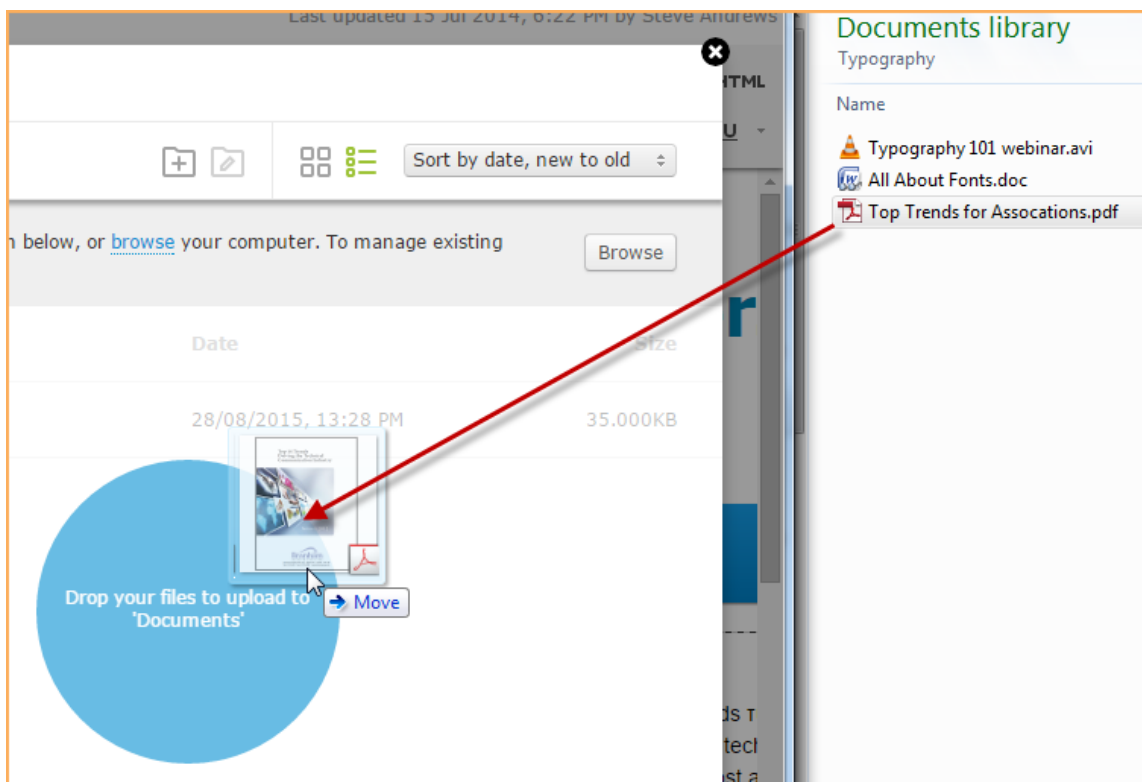 Last updated 15 Jul 2014, 6:22 PM by Steve Andrews
HTML
U
Sort by date, new to old
below, or browse your computer. To manage existing
Browse
r
Date
Size
28/08/2015, 13:28 PM
35.000KB
Drop your files to upload to
'Documents'
Move
Documents library
Typography
Name
Typography 101 webinar.avi
All About Fonts.doc
Top Trends for Assocations.pdf